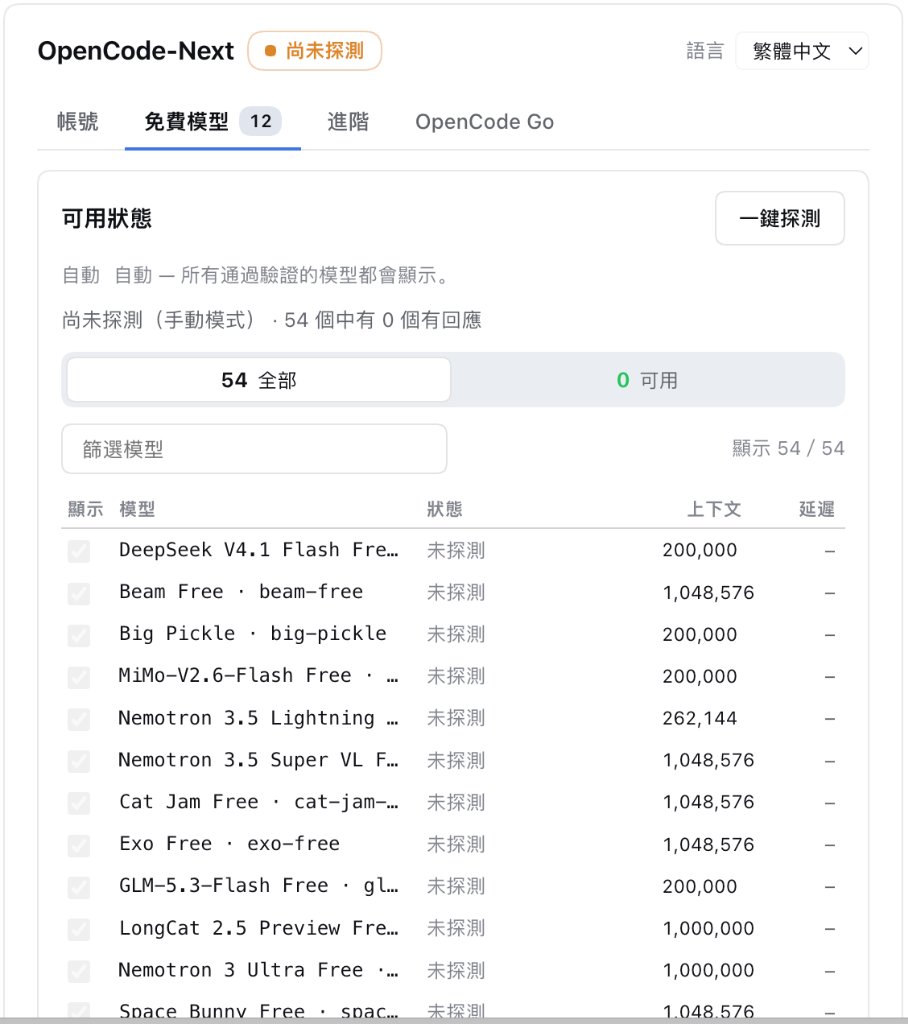 OpenCode-Next 尚未探測 語言 繁體中文
帳號 免費模型 12 進階 OpenCode Go
可用狀態 一鍵探測
自動 自動 — 所有通過驗證的模型都會顯示。
尚未探測（手動模式） · 54 個中有 0 個有回應
54 全部 0 可用
篩選模型 顯示 54 / 54
顯示 模型 狀態 上下文 延遲
DeepSeek V4.1 Flash Fre… 未探測 200,000 –
Beam Free · beam-free 未探測 1,048,576 –
Big Pickle · big-pickle 未探測 200,000 –
MiMo-V2.6-Flash Free · … 未探測 200,000 –
Nemotron 3.5 Lightning … 未探測 262,144 –
Nemotron 3.5 Super VL F… 未探測 1,048,576 –
Cat Jam Free · cat-jam-… 未探測 1,048,576 –
Exo Free · exo-free 未探測 1,048,576 –
GLM-5.3-Flash Free · gl… 未探測 200,000 –
LongCat 2.5 Preview Fre… 未探測 1,000,000 –
Nemotron 3 Ultra Free ·… 未探測 1,000,000 –
Space Bunny Free · spac… 未探測 1,048,576 –